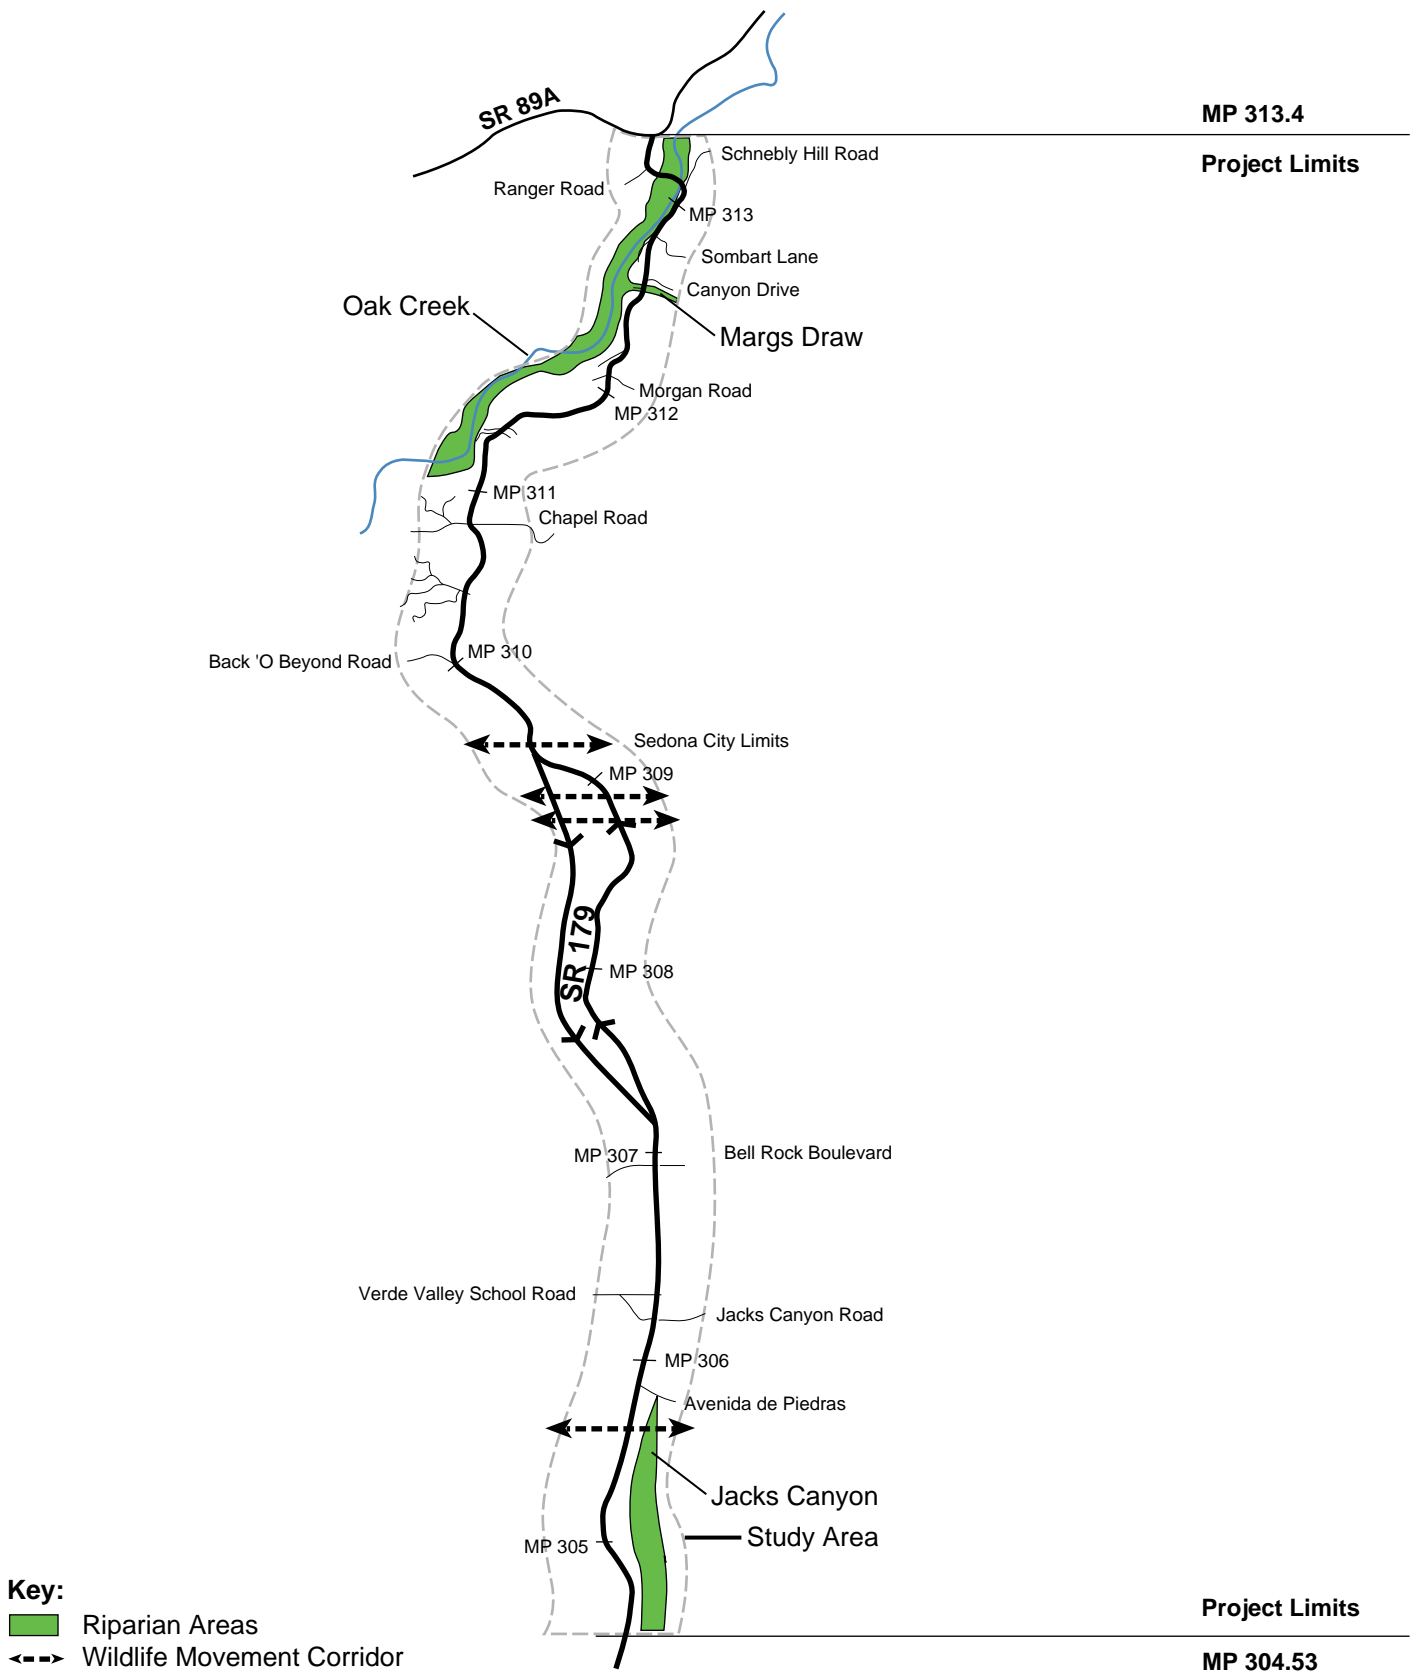 SR 89A
MP 313.4
Project Limits
Schnebly Hill Road
Ranger Road
MP 313
Sombart Lane
Canyon Drive
Oak Creek
Margs Draw
Morgan Road
MP 312
MP 311
Chapel Road
MP 310
Back 'O Beyond Road
Sedona City Limits
MP 309
SR 179
MP 308
MP 307
Bell Rock Boulevard
Verde Valley School Road
Jacks Canyon Road
MP 306
Avenida de Piedras
Jacks Canyon
Study Area
MP 305
Key:
Riparian Areas
Wildlife Movement Corridor
Project Limits
MP 304.53